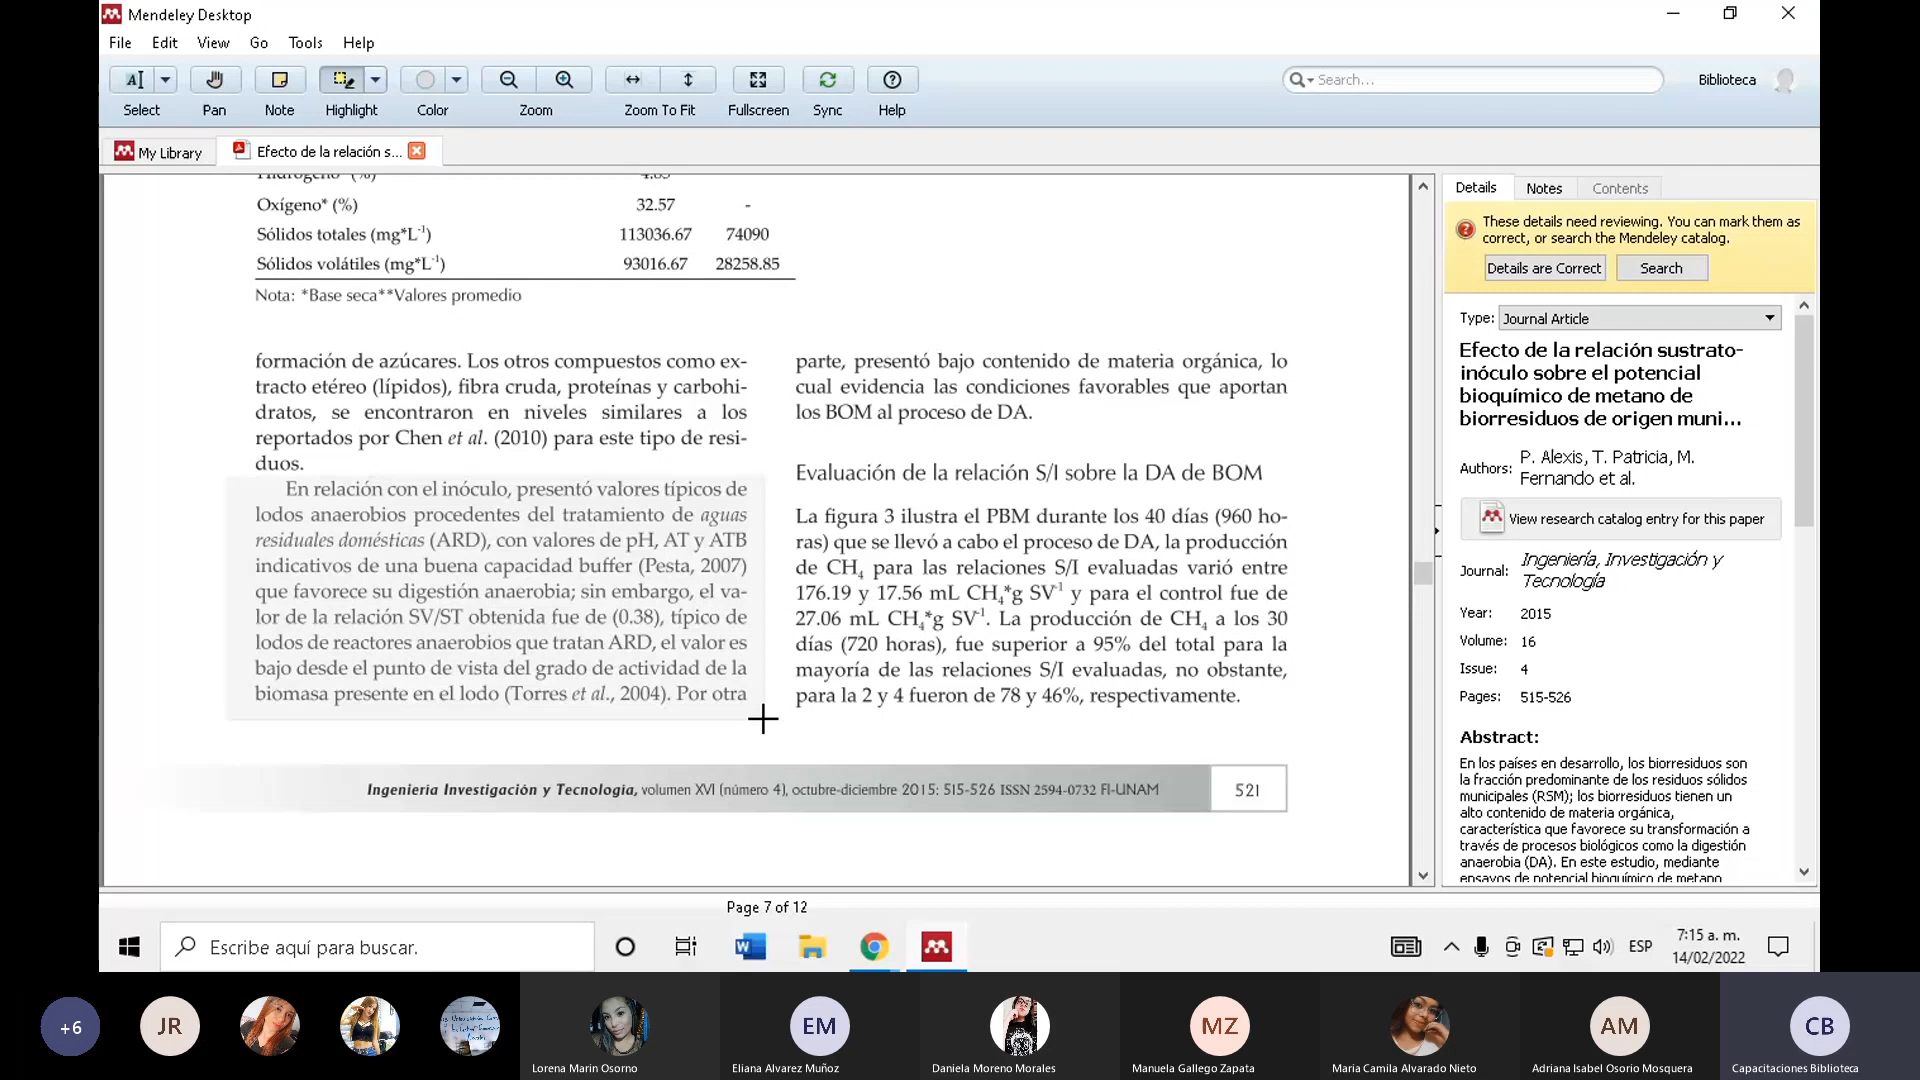 Mendeley Desktop
File Edit View Go Tools Help
Search...
Biblioteca
Select Pan Note Highlight Color Zoom Zoom To Fit Fullscreen Sync Help
My Library
Efecto de la relación s...
Hidrógeno* (%) 4.83
Oxígeno* (%) 32.57 -
Sólidos totales (mg*L-1) 113036.67 74090
Sólidos volátiles (mg*L-1) 93016.67 28258.85
Nota: *Base seca**Valores promedio
formación de azúcares. Los otros compuestos como ex-
tracto etéreo (lípidos), fibra cruda, proteínas y carbohi-
dratos, se encontraron en niveles similares a los
reportados por Chen et al. (2010) para este tipo de resi-
duos.
En relación con el inóculo, presentó valores típicos de
lodos anaerobios procedentes del tratamiento de aguas
residuales domésticas (ARD), con valores de pH, AT y ATB
indicativos de una buena capacidad buffer (Pesta, 2007)
que favorece su digestión anaerobia; sin embargo, el va-
lor de la relación SV/ST obtenida fue de (0.38), típico de
lodos de reactores anaerobios que tratan ARD, el valor es
bajo desde el punto de vista del grado de actividad de la
biomasa presente en el lodo (Torres et al., 2004). Por otra
parte, presentó bajo contenido de materia orgánica, lo
cual evidencia las condiciones favorables que aportan
los BOM al proceso de DA.
Evaluación de la relación S/I sobre la DA de BOM
La figura 3 ilustra el PBM durante los 40 días (960 ho-
ras) que se llevó a cabo el proceso de DA, la producción
de CH4 para las relaciones S/I evaluadas varió entre
176.19 y 17.56 mL CH4*g SV-1 y para el control fue de
27.06 mL CH4*g SV-1. La producción de CH4 a los 30
días (720 horas), fue superior a 95% del total para la
mayoría de las relaciones S/I evaluadas, no obstante,
para la 2 y 4 fueron de 78 y 46%, respectivamente.
Ingeniería Investigación y Tecnología, volumen XVI (número 4), octubre-diciembre 2015: 515-526 ISSN 2594-0732 FI-UNAM
521
Details Notes Contents
These details need reviewing. You can mark them as
correct, or search the Mendeley catalog.
Details are Correct Search
Type: Journal Article
Efecto de la relación sustrato-
inóculo sobre el potencial
bioquímico de metano de
biorresiduos de origen muni...
Authors: P. Alexis, T. Patricia, M.
Fernando et al.
View research catalog entry for this paper
Journal: Ingeniería, Investigación y
Tecnología
Year: 2015
Volume: 16
Issue: 4
Pages: 515-526
Abstract:
En los países en desarrollo, los biorresiduos son
la fracción predominante de los residuos sólidos
municipales (RSM); los biorresiduos tienen un
alto contenido de materia orgánica,
característica que favorece su transformación a
través de procesos biológicos como la digestión
anaerobia (DA). En este estudio, mediante
ensayos de potencial bioquímico de metano
Page 7 of 12
Escribe aquí para buscar.
ESP
7:15 a. m.
14/02/2022
+6
JR
Lorena Marin Osorno
EM
Eliana Alvarez Muñoz
Daniela Moreno Morales
MZ
Manuela Gallego Zapata
Maria Camila Alvarado Nieto
AM
Adriana Isabel Osorio Mosquera
CB
Capacitaciones Biblioteca